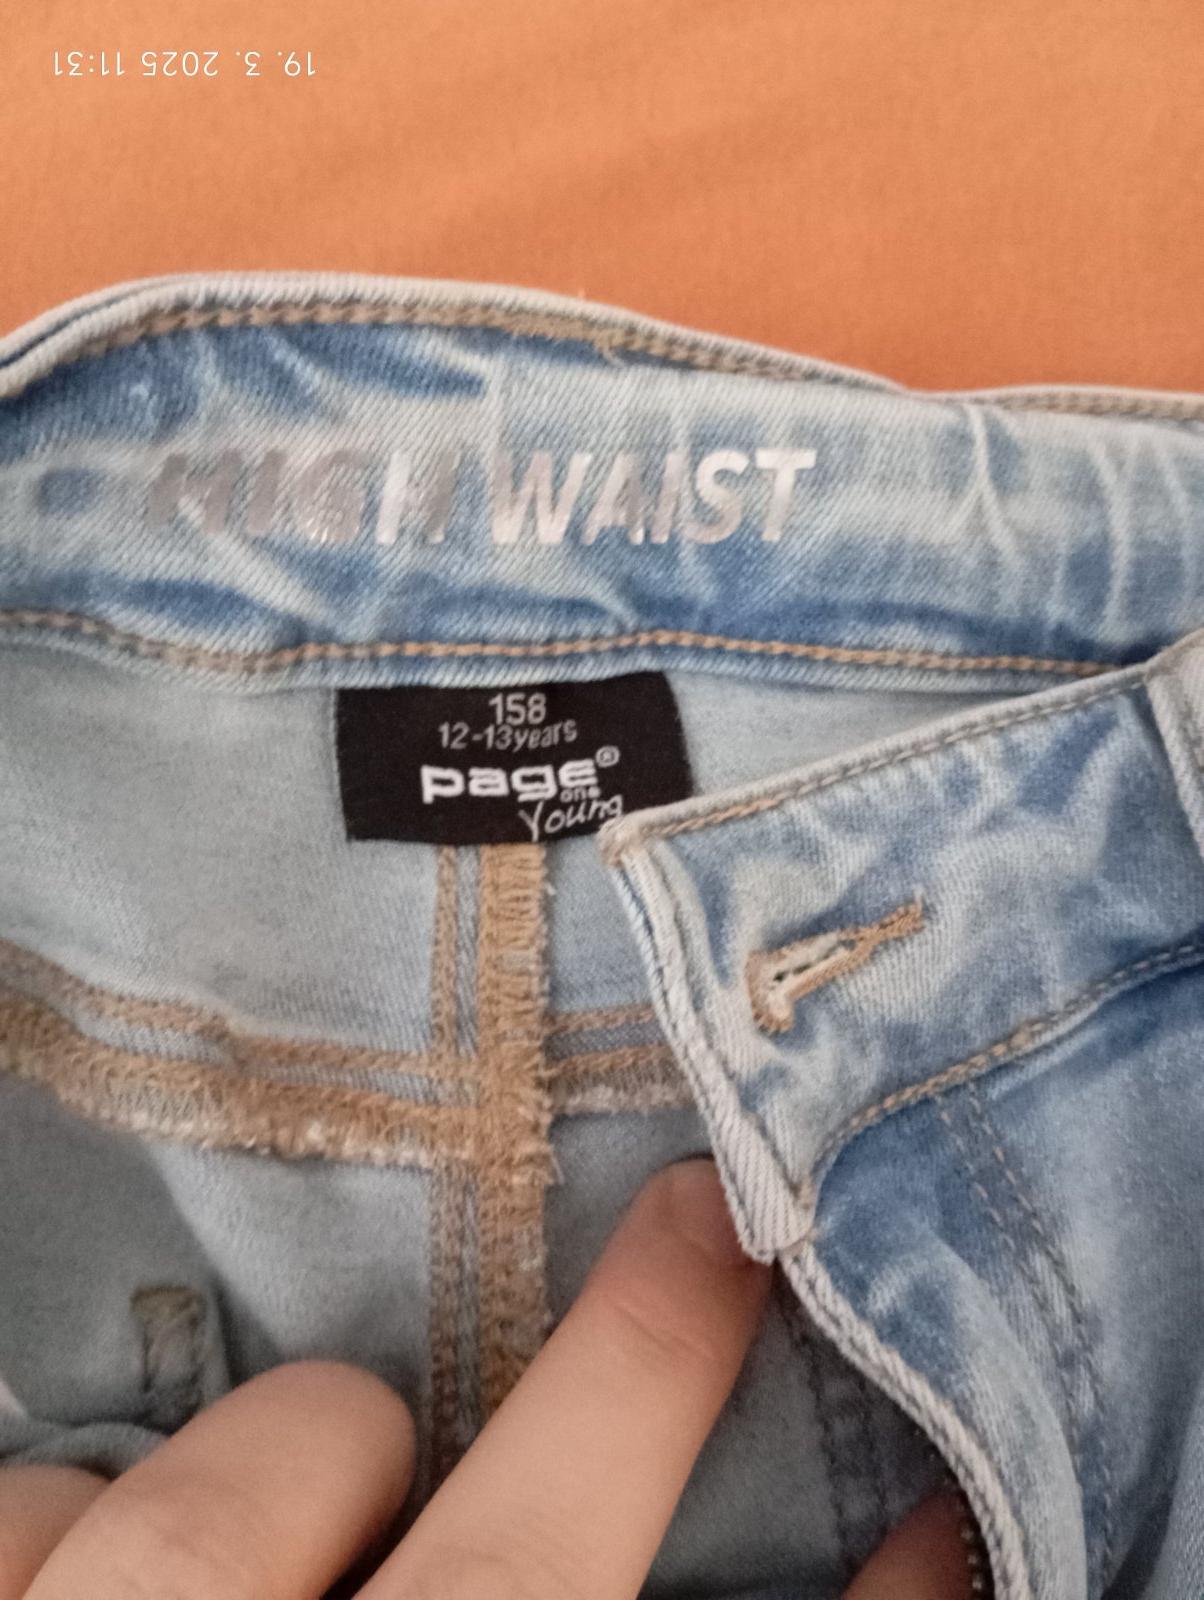 19. 3. 2025 11:31
HIGH WAIST
158
12-13years
page®
one
Young